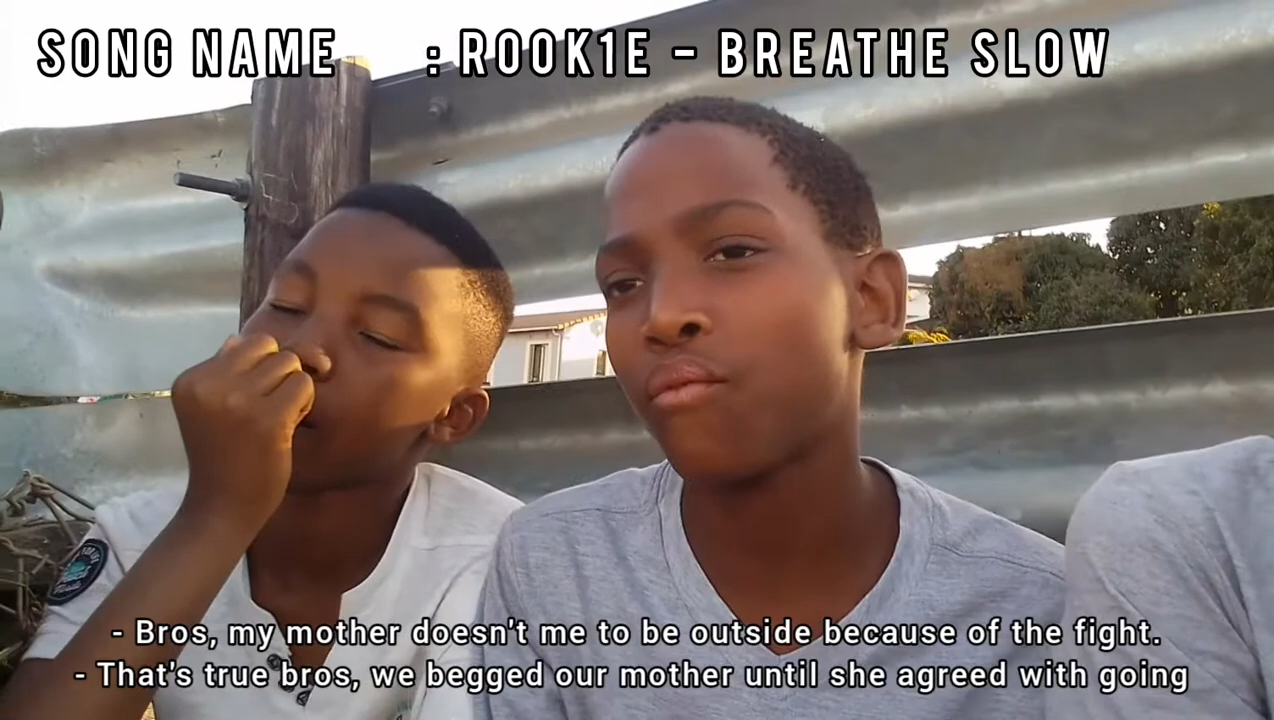 SONG NAME : ROOK1E - BREATHE SLOW
- Bros, my mother doesn't me to be outside because of the fight.
- That's true bros, we begged our mother until she agreed with going